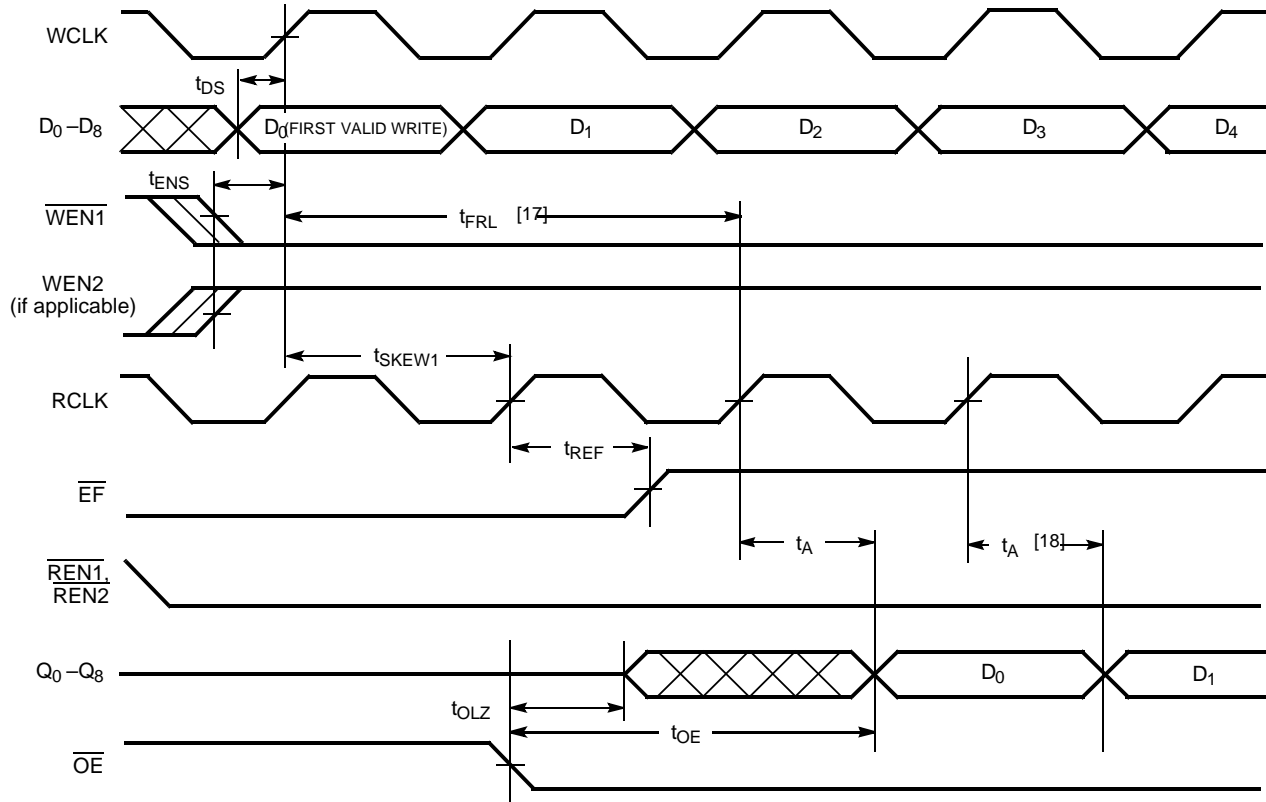 WCLK
tDS
D0 –D8
D0(FIRST VALID WRITE)
D1
D2
D3
D4
tENS
WEN1
tFRL [17]
WEN2
(if applicable)
tSKEW1
RCLK
tREF
EF
tA
tA [18]
REN1,
REN2
Q0 –Q8
D0
D1
tOLZ
tOE
OE